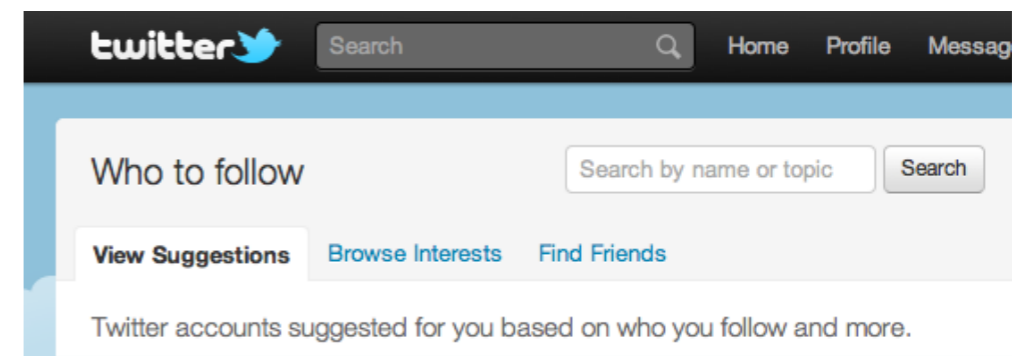 twitter Search Home Profile Messag
Who to follow Search by name or topic Search
View Suggestions Browse Interests Find Friends
Twitter accounts suggested for you based on who you follow and more.